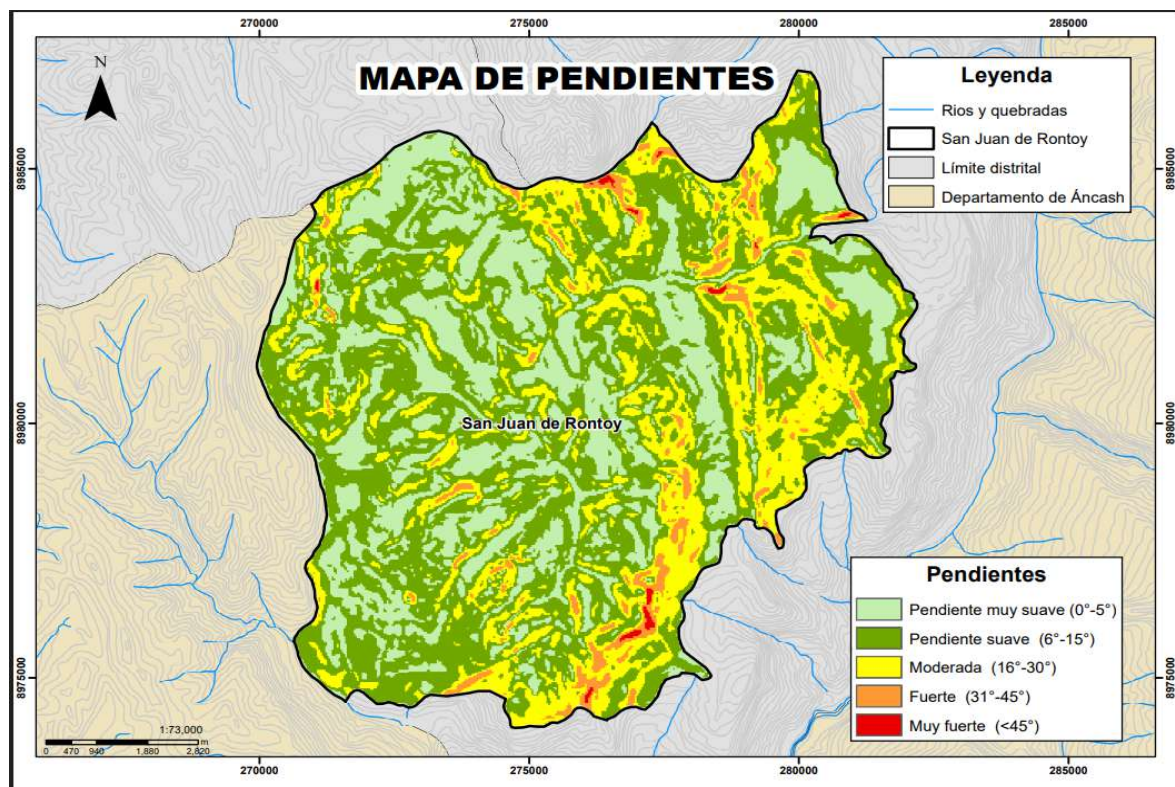 270000
275000
280000
285000
MAPA DE PENDIENTES
N
Leyenda
Rios y quebradas
San Juan de Rontoy
Límite distrital
Departamento de Áncash
8985000
8985000
San Juan de Rontoy
8980000
8980000
Pendientes
Pendiente muy suave (0°-5°)
Pendiente suave (6°-15°)
Moderada (16°-30°)
Fuerte (31°-45°)
Muy fuerte (<45°)
8975000
8975000
1:73,000
0 470 940 1,880 2,820 m
270000
275000
280000
285000